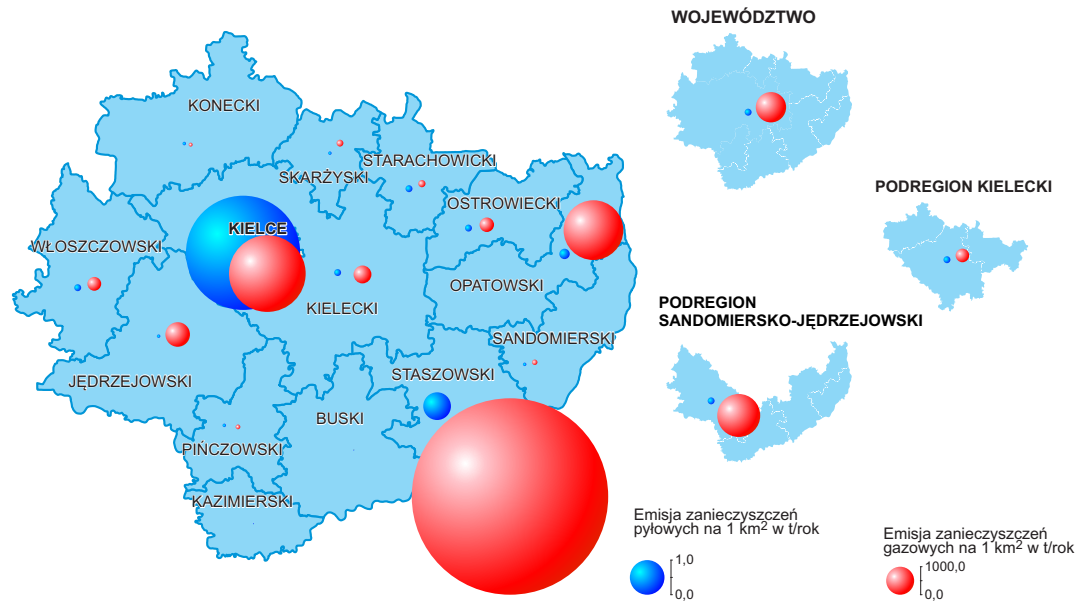 WOJEWÓDZTWO
KONECKI
STARACHOWICKI
SKARŻYSKI
PODREGION KIELECKI
OSTROWIECKI
KIELCE
WŁOSZCZOWSKI
OPATOWSKI
KIELECKI
PODREGION
SANDOMIERSKO-JĘDRZEJOWSKI
SANDOMIERSKI
STASZOWSKI
JĘDRZEJOWSKI
BUSKI
PIŃCZOWSKI
KAZIMIERSKI
Emisja zanieczyszczeń
pyłowych na 1 km2 w t/rok
1,0
0,0
Emisja zanieczyszczeń
gazowych na 1 km2 w t/rok
1000,0
0,0